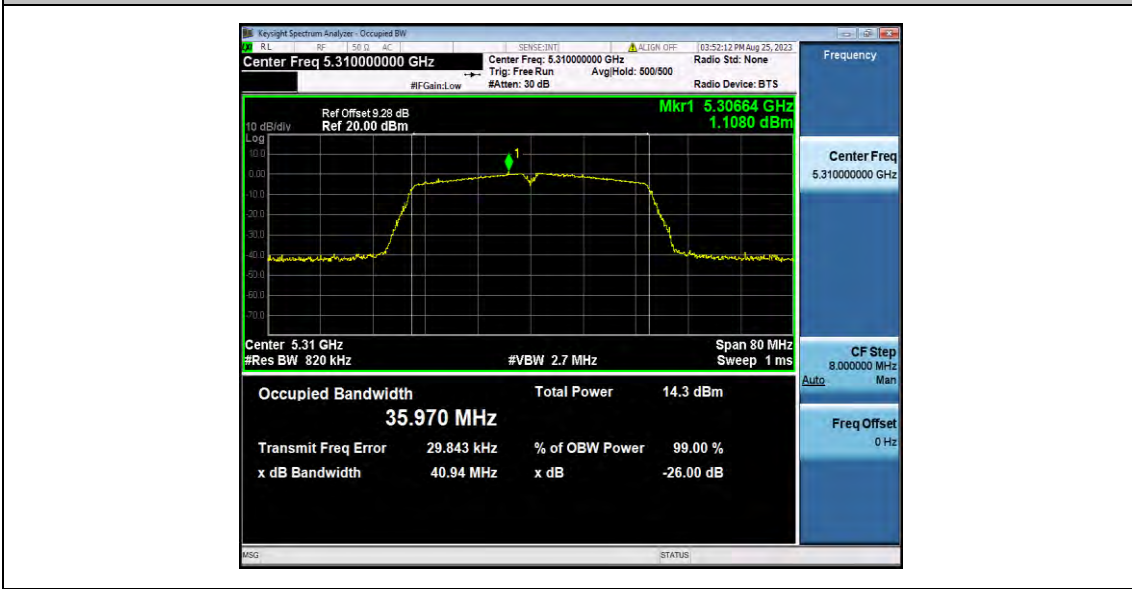 Keysight Spectrum Analyzer - Occupied BW
RL RF 50 Ω AC SENSE:INT ALIGN OFF 03:52:12 PM Aug 25, 2023
Center Freq 5.310000000 GHz Center Freq: 5.310000000 GHz Radio Std: None
Trig: Free Run Avg|Hold: 500/500
#IFGain:Low #Atten: 30 dB Radio Device: BTS
Mkr1 5.30664 GHz
1.1080 dBm
Ref Offset 9.28 dB
10 dB/div Ref 20.00 dBm
Log
10.0
0.00
-10.0
-20.0
-30.0
-40.0
-50.0
-60.0
-70.0
1
Center 5.31 GHz Span 80 MHz
#Res BW 820 kHz #VBW 2.7 MHz Sweep 1 ms
Occupied Bandwidth Total Power 14.3 dBm
35.970 MHz
Transmit Freq Error 29.843 kHz % of OBW Power 99.00 %
x dB Bandwidth 40.94 MHz x dB -26.00 dB
MSG STATUS
Frequency
Center Freq
5.310000000 GHz
CF Step
8.000000 MHz
Auto Man
Freq Offset
0 Hz